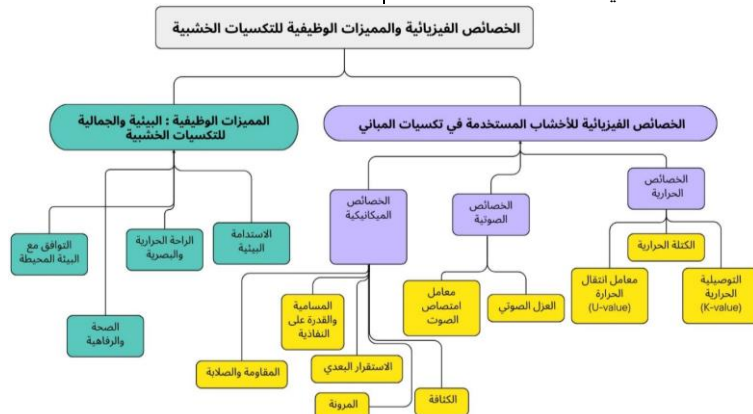 الخصائص الفيزيائية والمميزات الوظيفية للتكسيات الخشبية
الخصائص الفيزيائية للأخشاب المستخدمة في تكسيات المباني
المميزات الوظيفية : البيئية والجمالية
للتكسيات الخشبية
الخصائص
الحرارية
الخصائص
الصوتية
الخصائص
الميكانيكية
الاستدامة
البيئية
الراحة الحرارية
والبصرية
التوافق مع
البيئة المحيطة
الكتلة الحرارية
التوصيلية
الحرارية
(K-value)
معامل انتقال
الحرارة
(U-value)
العزل الصوتي
معامل
امتصاص
الصوت
المسامية
والقدرة على
النفاذية
الصحة
والرفاهية
الاستقرار البعدي
المقاومة والصلابة
الكثافة
المرونة